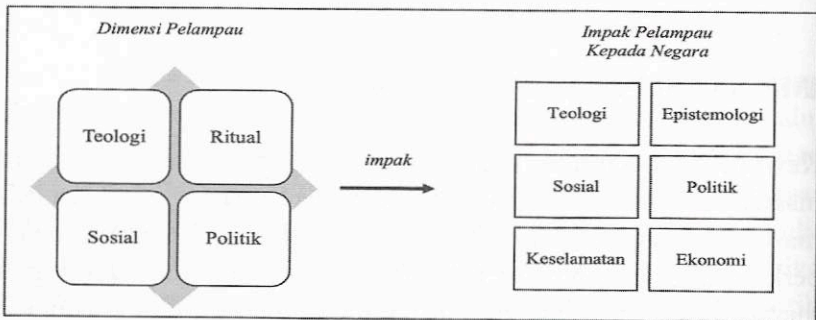 Dimensi Pelampau
Teologi
Ritual
Sosial
Politik
impak
Impak Pelampau
Kepada Negara
Teologi
Epistemologi
Sosial
Politik
Keselamatan
Ekonomi